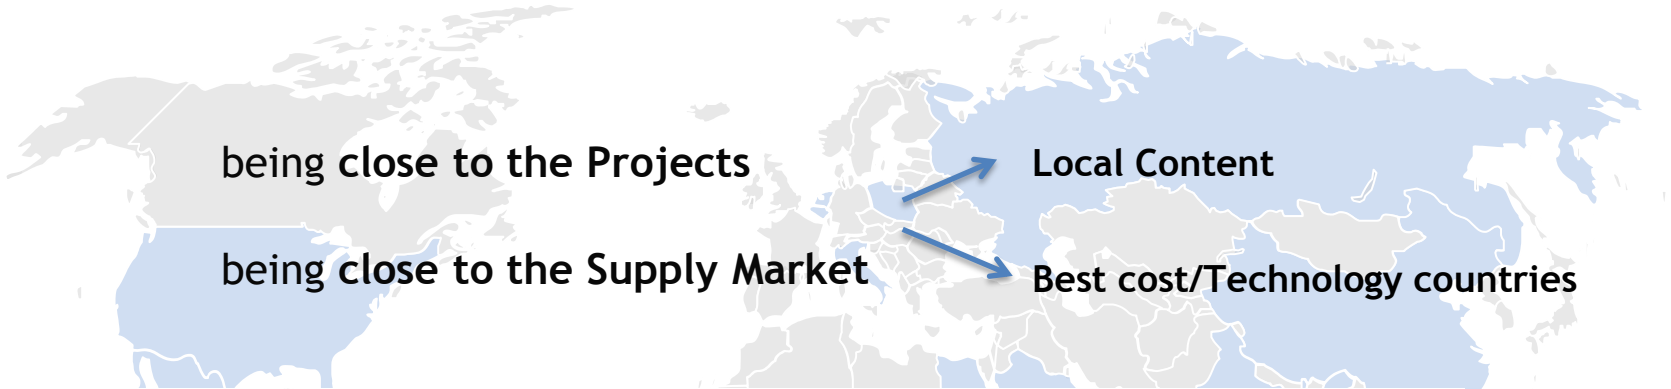 being close to the Projects
Local Content
being close to the Supply Market
Best cost/Technology countries